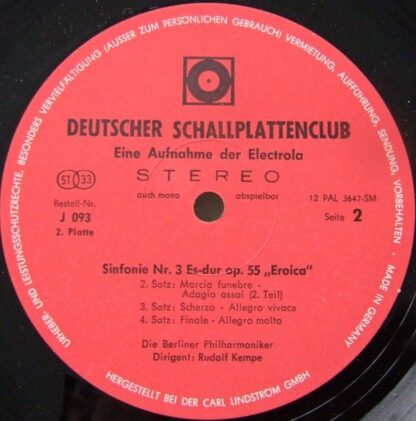 URHEBER- UND LEISTUNGSSCHUTZRECHTE, BESONDERS VERVIELFÄLTIGUNG (AUSSER ZUM PERSÖNLICHEN GEBRAUCH) VERMIETUNG, AUFFÜHRUNG, SENDUNG, VORBEHALTEN · MADE IN GERMANY
DEUTSCHER SCHALLPLATTENCLUB
Eine Aufnahme der Electrola
STEREO
auch mono abspielbar
ST 33
12 PAL 3647-SM
Bestell-Nr.
J 093
2. Platte
Seite 2
Sinfonie Nr. 3 Es-dur op. 55 „Eroica"
2. Satz: Marcia funebre -
Adagio assai (2. Teil)
3. Satz: Scherzo - Allegro vivace
4. Satz: Finale - Allegro molto
Die Berliner Philharmoniker
Dirigent: Rudolf Kempe
HERGESTELLT BEI DER CARL LINDSTRÖM GMBH